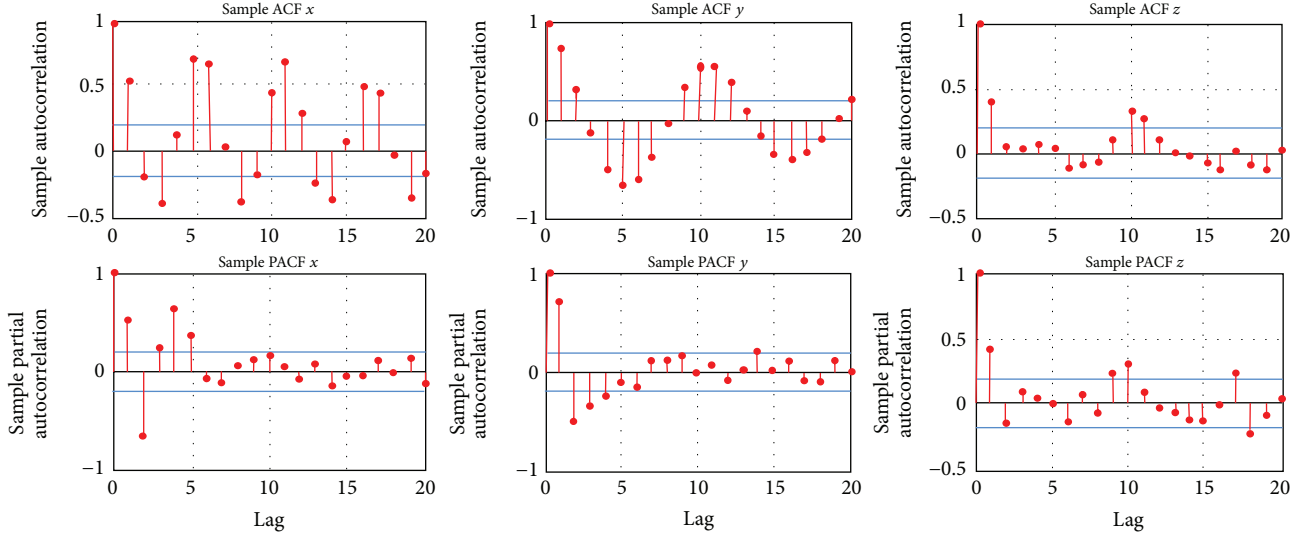 Sample ACF x
Sample autocorrelation
1
0.5
0
−0.5
0
5
10
15
20
Sample ACF y
Sample autocorrelation
1
0
−1
0
5
10
15
20
Sample ACF z
Sample autocorrelation
1
0.5
0
−0.5
0
5
10
15
20
Sample PACF x
Sample partial
autocorrelation
1
0
−1
0
5
10
15
20
Lag
Sample PACF y
Sample partial
autocorrelation
1
0
−1
0
5
10
15
20
Lag
Sample PACF z
Sample partial
autocorrelation
1
0.5
0
−0.5
0
5
10
15
20
Lag